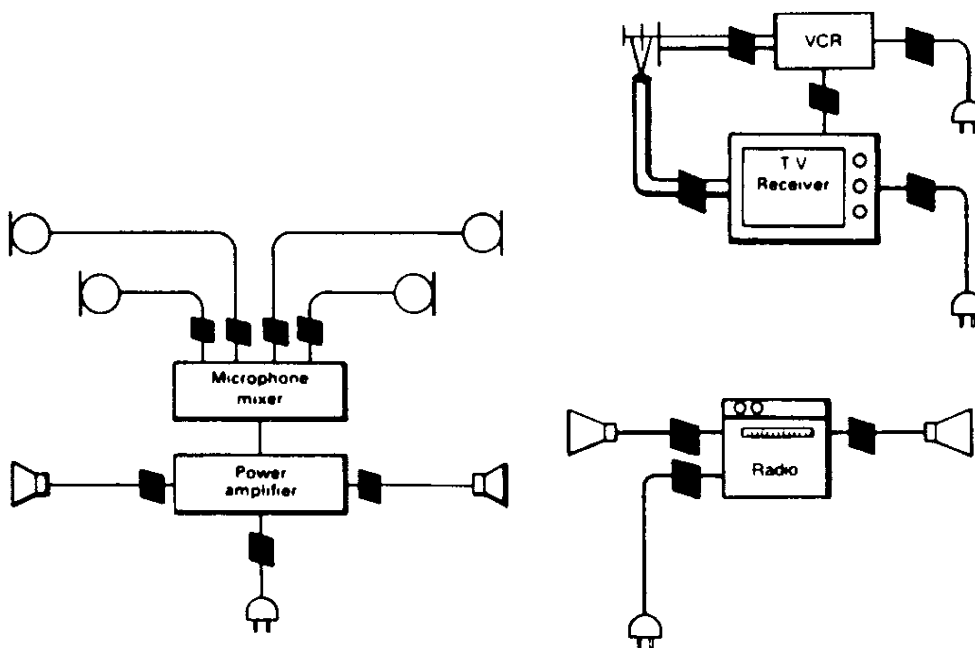 VCR
T V
Receiver
Microphone
mixer
Power
amplifier
Radio